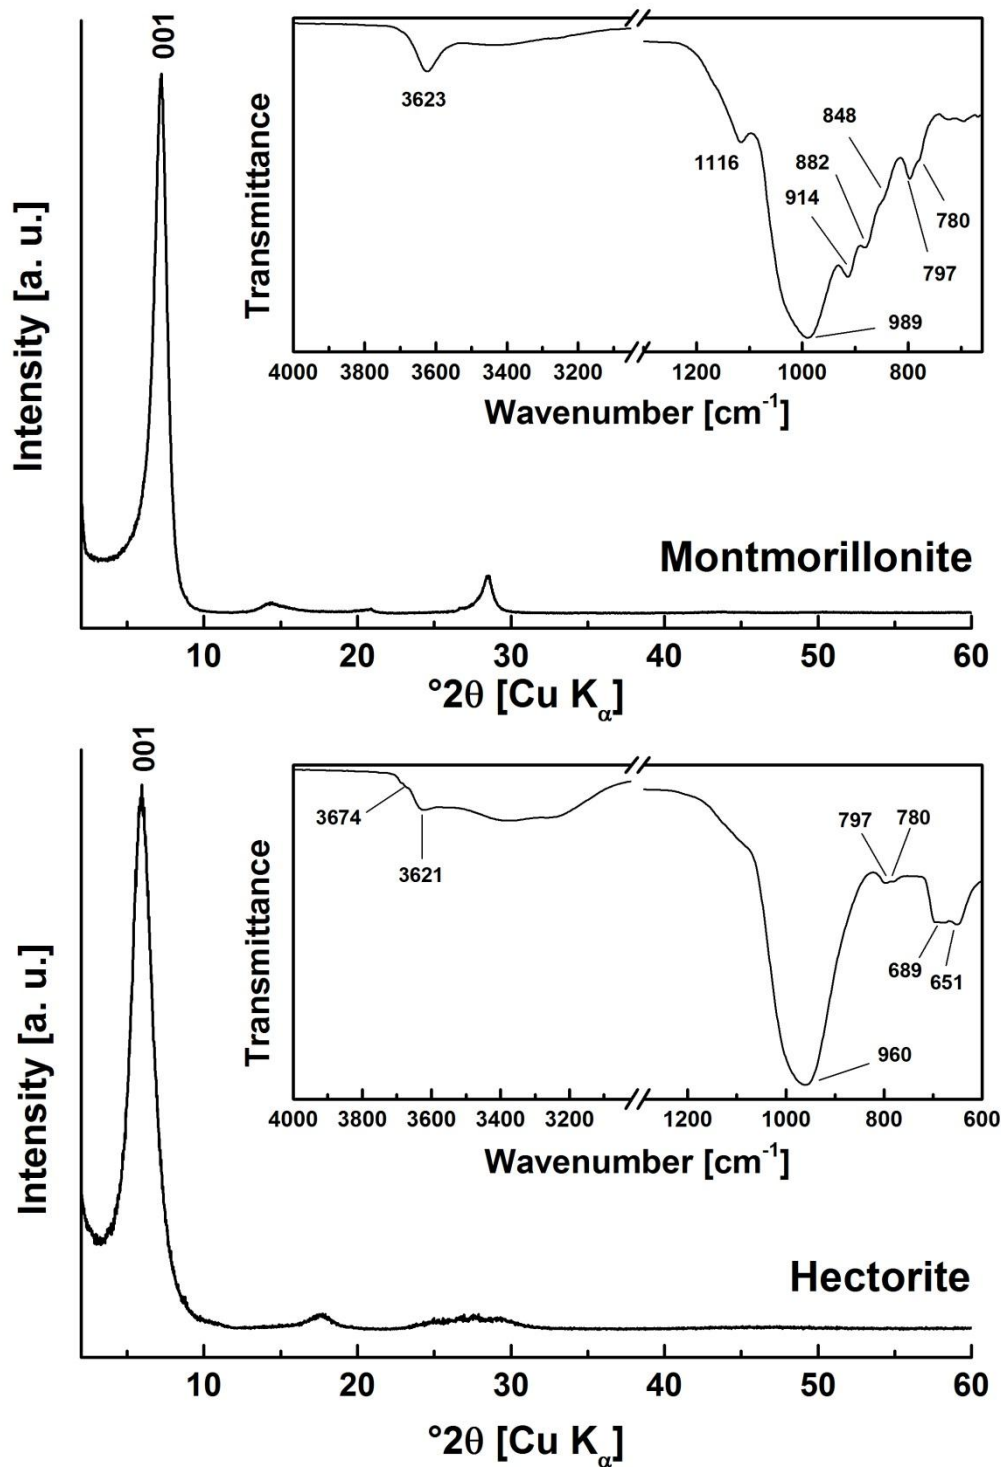 001
Intensity [a. u.]
Transmittance
3623
1116
848
882
914
780
797
989
4000 3800 3600 3400 3200 1200 1000 800
Wavenumber [cm⁻¹]
Montmorillonite
10 20 30 40 50 60
°2θ [Cu Kα]
001
Intensity [a. u.]
Transmittance
3674
3621
797 780
689 651
960
4000 3800 3600 3400 3200 1200 1000 800 600
Wavenumber [cm⁻¹]
Hectorite
10 20 30 40 50 60
°2θ [Cu Kα]